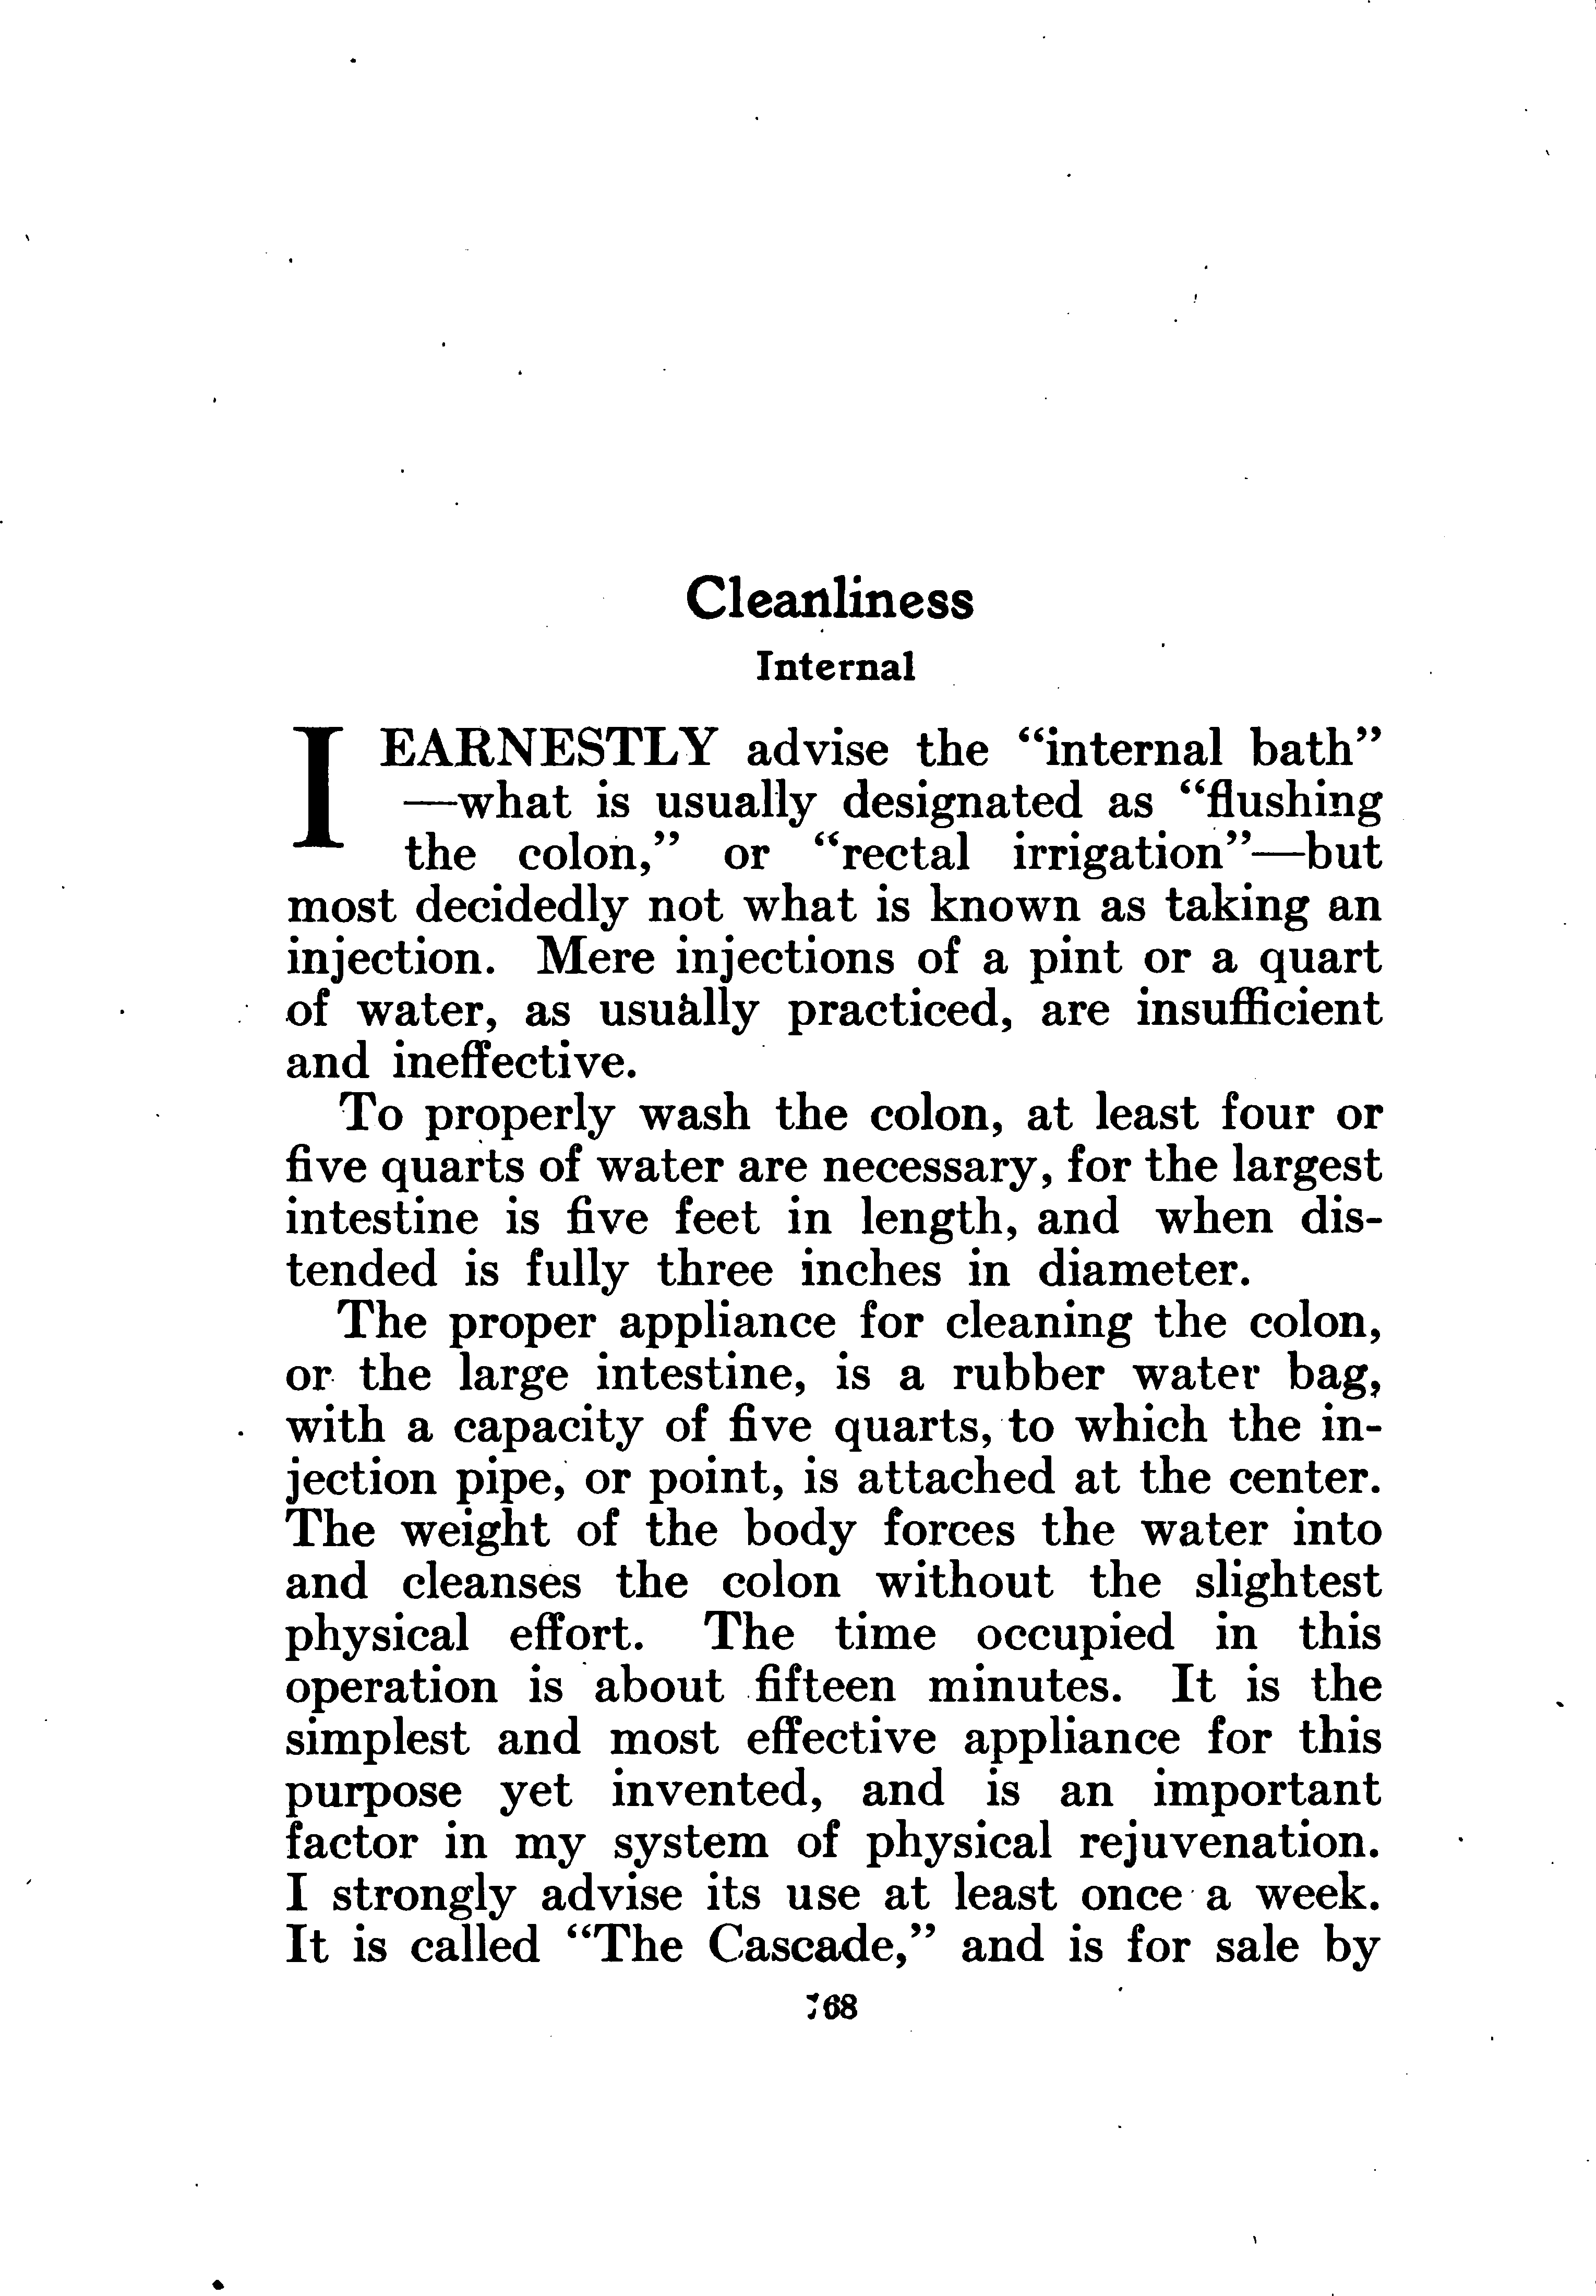 Cleanliness
Internal
I EARNESTLY advise the “internal bath”
—what is usually designated as “flushing
the colon,” or “rectal irrigation”—but
most decidedly not what is known as taking an
injection. Mere injections of a pint or a quart
of water, as usually practiced, are insufficient
and ineffective.
To properly wash the colon, at least four or
five quarts of water are necessary, for the largest
intestine is five feet in length, and when dis-
tended is fully three inches in diameter.
The proper appliance for cleaning the colon,
or the large intestine, is a rubber water bag,
with a capacity of five quarts, to which the in-
jection pipe, or point, is attached at the center.
The weight of the body forces the water into
and cleanses the colon without the slightest
physical effort. The time occupied in this
operation is about fifteen minutes. It is the
simplest and most effective appliance for this
purpose yet invented, and is an important
factor in my system of physical rejuvenation.
I strongly advise its use at least once a week.
It is called “The Cascade,” and is for sale by
68